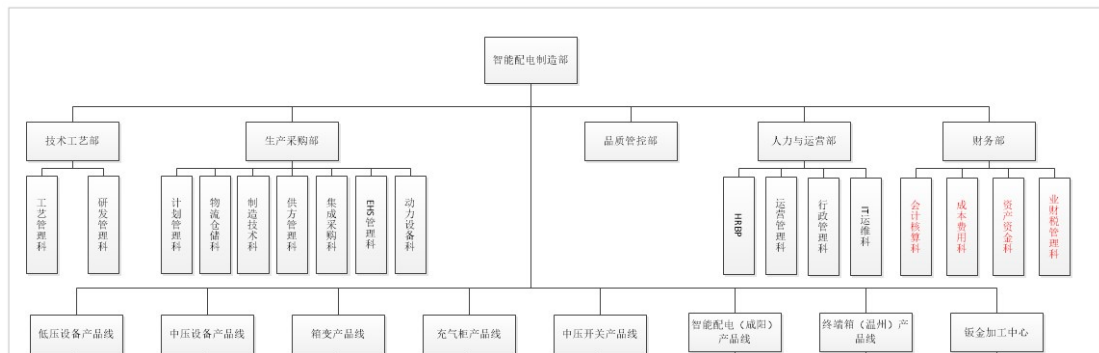 智能配电制造部
技术工艺部
生产采购部
品质管控部
人力与运营部
财务部
工艺管理科
研发管理科
计划管理科
物流仓储科
制造技术科
供方管理科
集成采购科
EHS管理科
动力设备科
HRBP
运营管理科
行政管理科
IT运维科
会计核算科
成本费用科
资产资金科
业财税管理科
低压设备产品线
中压设备产品线
箱变产品线
充气柜产品线
中压开关产品线
智能配电（咸阳）
产品线
终端箱（温州）产
品线
钣金加工中心